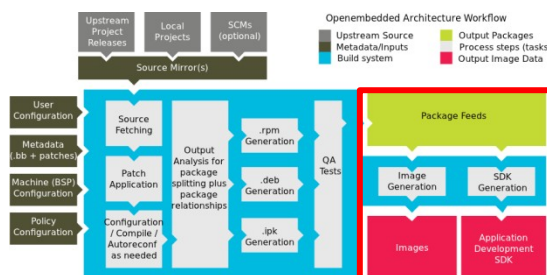 Openembedded Architecture Workflow
Upstream
Project
Releases
Local
Projects
SCMs
(optional)
Upstream Source
Metadata/Inputs
Build system
Output Packages
Process steps (tasks
Output Image Data
Source Mirror(s)
User
Configuration
Metadata
(.bb + patches)
Machine (BSP)
Configuration
Policy
Configuration
Source
Fetching
Patch
Application
Configuration
/ Compile /
Autoreconf
as needed
Output
Analysis for
package
splitting plus
package
relationships
.rpm
Generation
.deb
Generation
.ipk
Generation
QA
Tests
Package Feeds
Image
Generation
SDK
Generation
Images
Application
Development
SDK